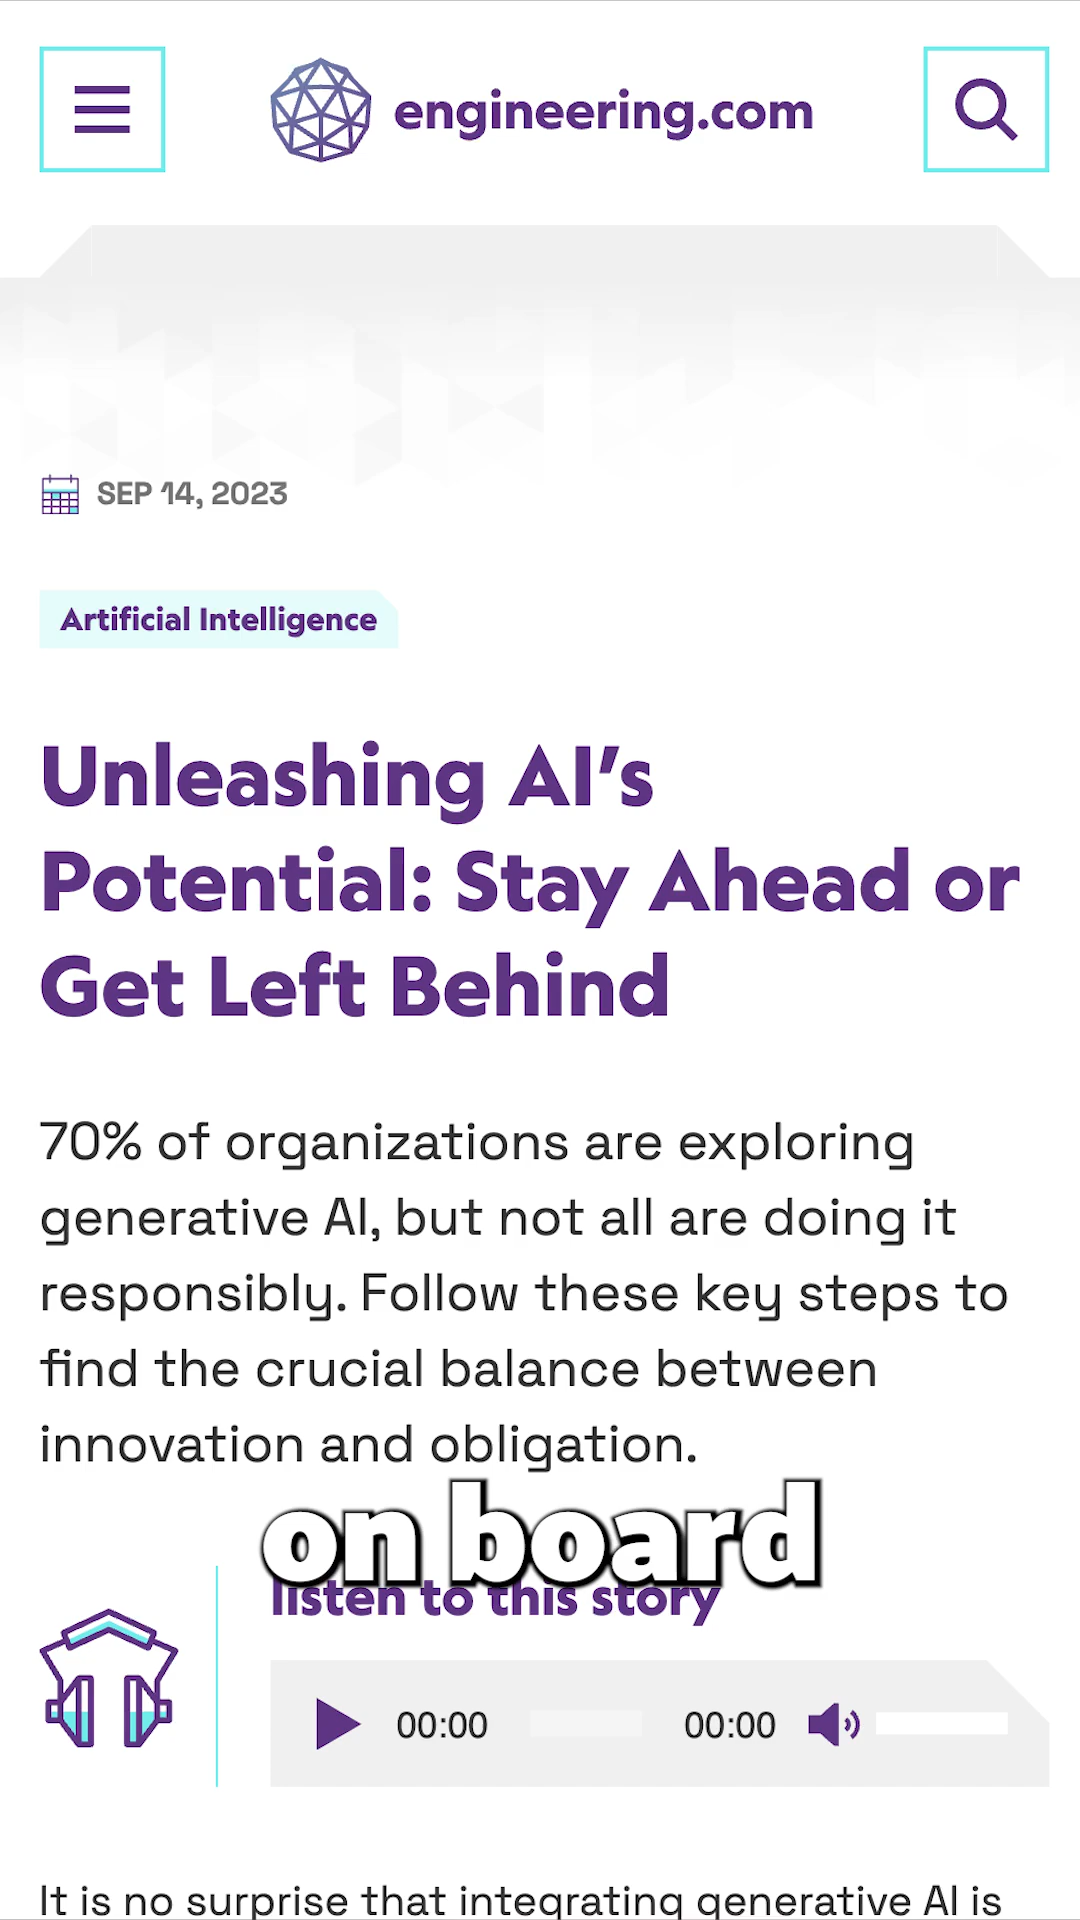 engineering.com
SEP 14, 2023
Artificial Intelligence
Unleashing AI’s
Potential: Stay Ahead or
Get Left Behind
70% of organizations are exploring
generative AI, but not all are doing it
responsibly. Follow these key steps to
find the crucial balance between
innovation and obligation.
on board
listen to this story
00:00 00:00
It is no surprise that integrating generative AI is